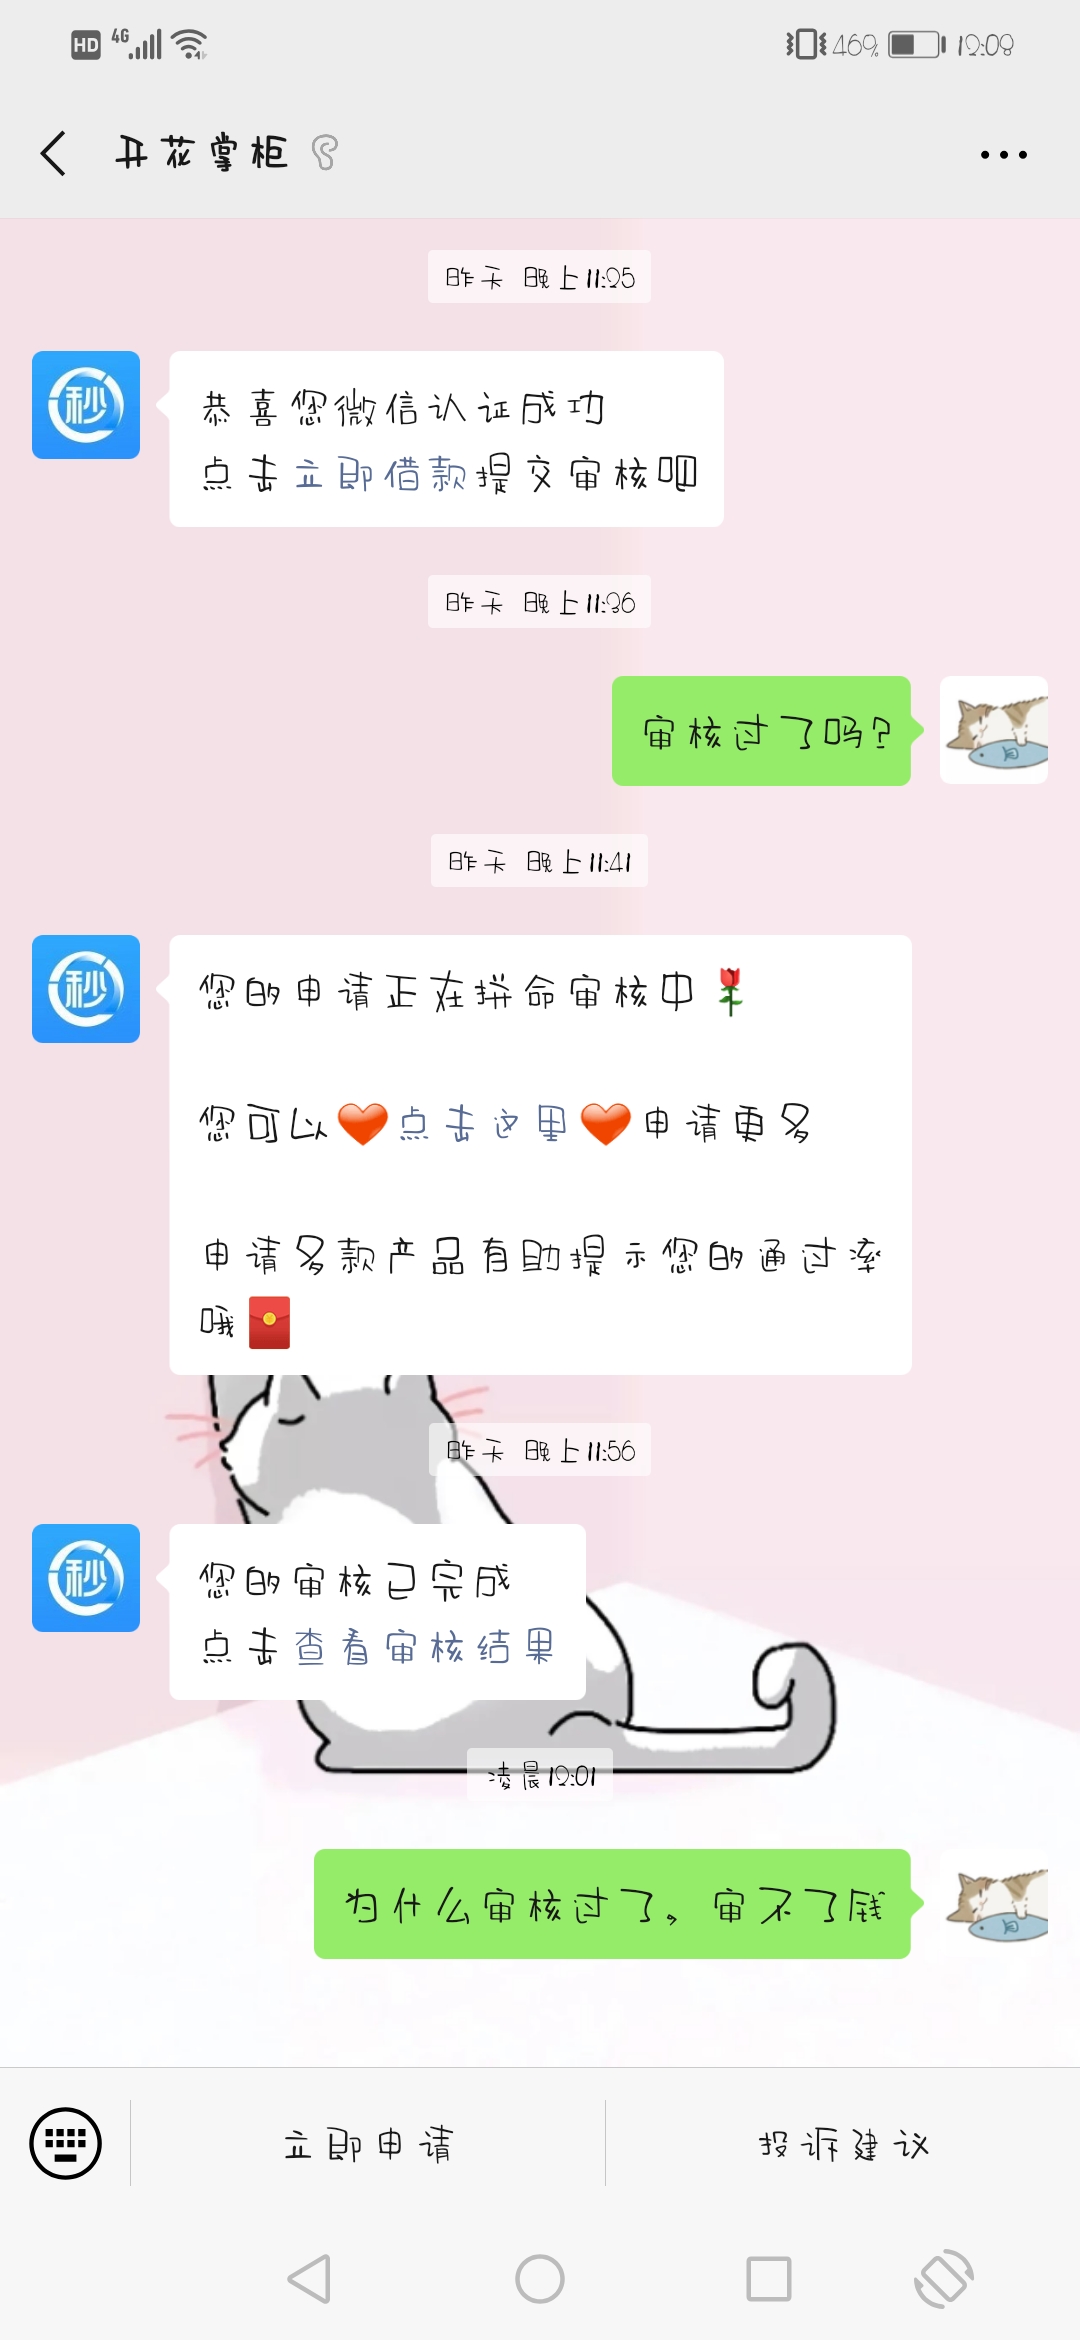 HD 4G 46% 12:08
开花掌柜
昨天 晚上11:25
秒
恭喜您微信认证成功
点击立即借款提交审核吧
昨天 晚上11:36
审核过了吗?
昨天 晚上11:41
秒
您的申请正在拼命审核中🌹
您可以❤点击这里❤申请更多
申请多款产品有助提示您的通过率
哦🧧
昨天 晚上11:56
秒
您的审核已完成
点击查看审核结果
凌晨12:01
为什么审核过了。审不了钱
立即申请
投诉建议